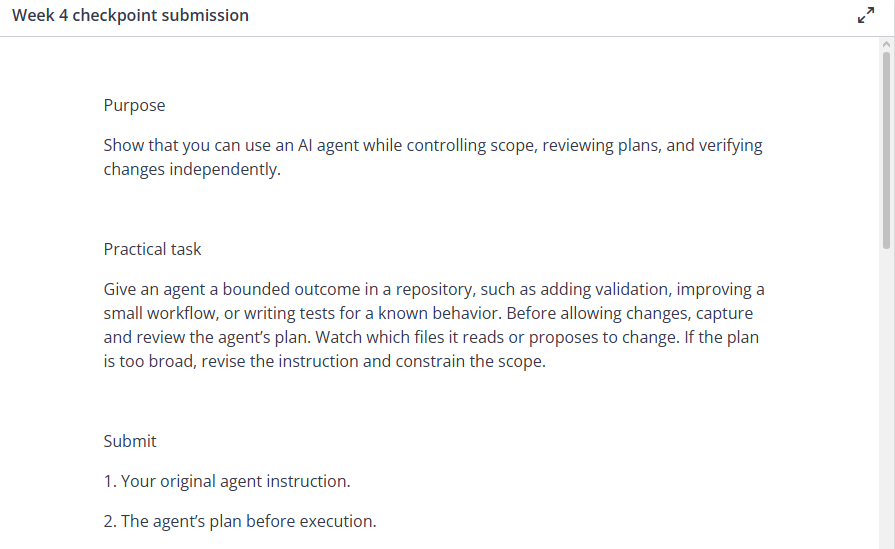 Week 4 checkpoint submission
Purpose
Show that you can use an AI agent while controlling scope, reviewing plans, and verifying
changes independently.
Practical task
Give an agent a bounded outcome in a repository, such as adding validation, improving a
small workflow, or writing tests for a known behavior. Before allowing changes, capture
and review the agent’s plan. Watch which files it reads or proposes to change. If the plan
is too broad, revise the instruction and constrain the scope.
Submit
1. Your original agent instruction.
2. The agent’s plan before execution.